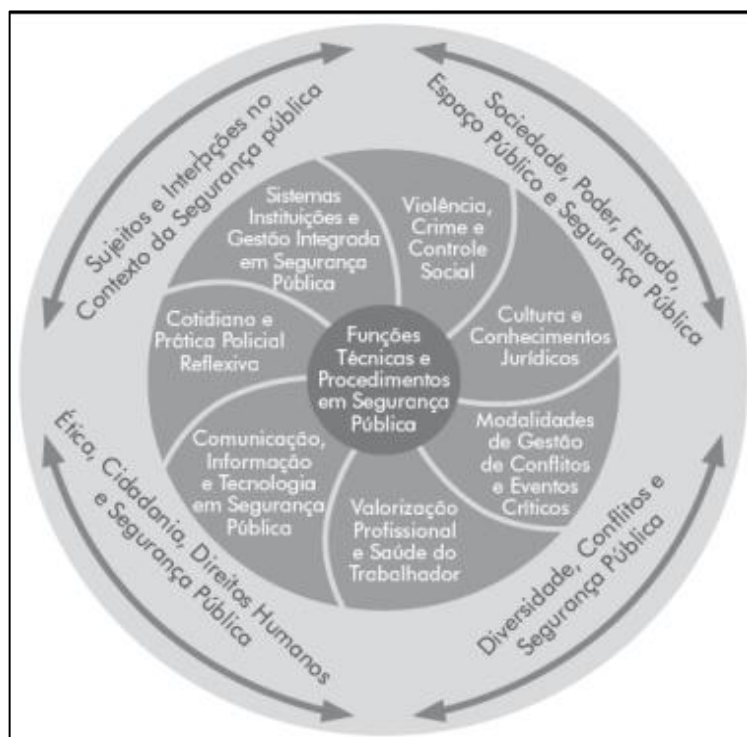 Sujeitos e Interações no
Contexto da Segurança pública
Sociedade, Poder, Estado,
Espaço Público e Segurança Pública
Sistemas
Instituições e
Gestão Integrada
em Segurança
Pública
Violência,
Crime e
Controle
Social
Cotidiano e
Prática Policial
Reflexiva
Funções
Técnicas e
Procedimentos
em Segurança
Pública
Cultura e
Conhecimentos
Jurídicos
Comunicação,
Informação
e Tecnologia
em Segurança
Pública
Valorização
Profissional
e Saúde do
Trabalhador
Modalidades
de Gestão
de Conflitos
e Eventos
Críticos
Ética, Cidadania, Direitos Humanos
e Segurança Pública
Diversidade, Conflitos e
Segurança Pública